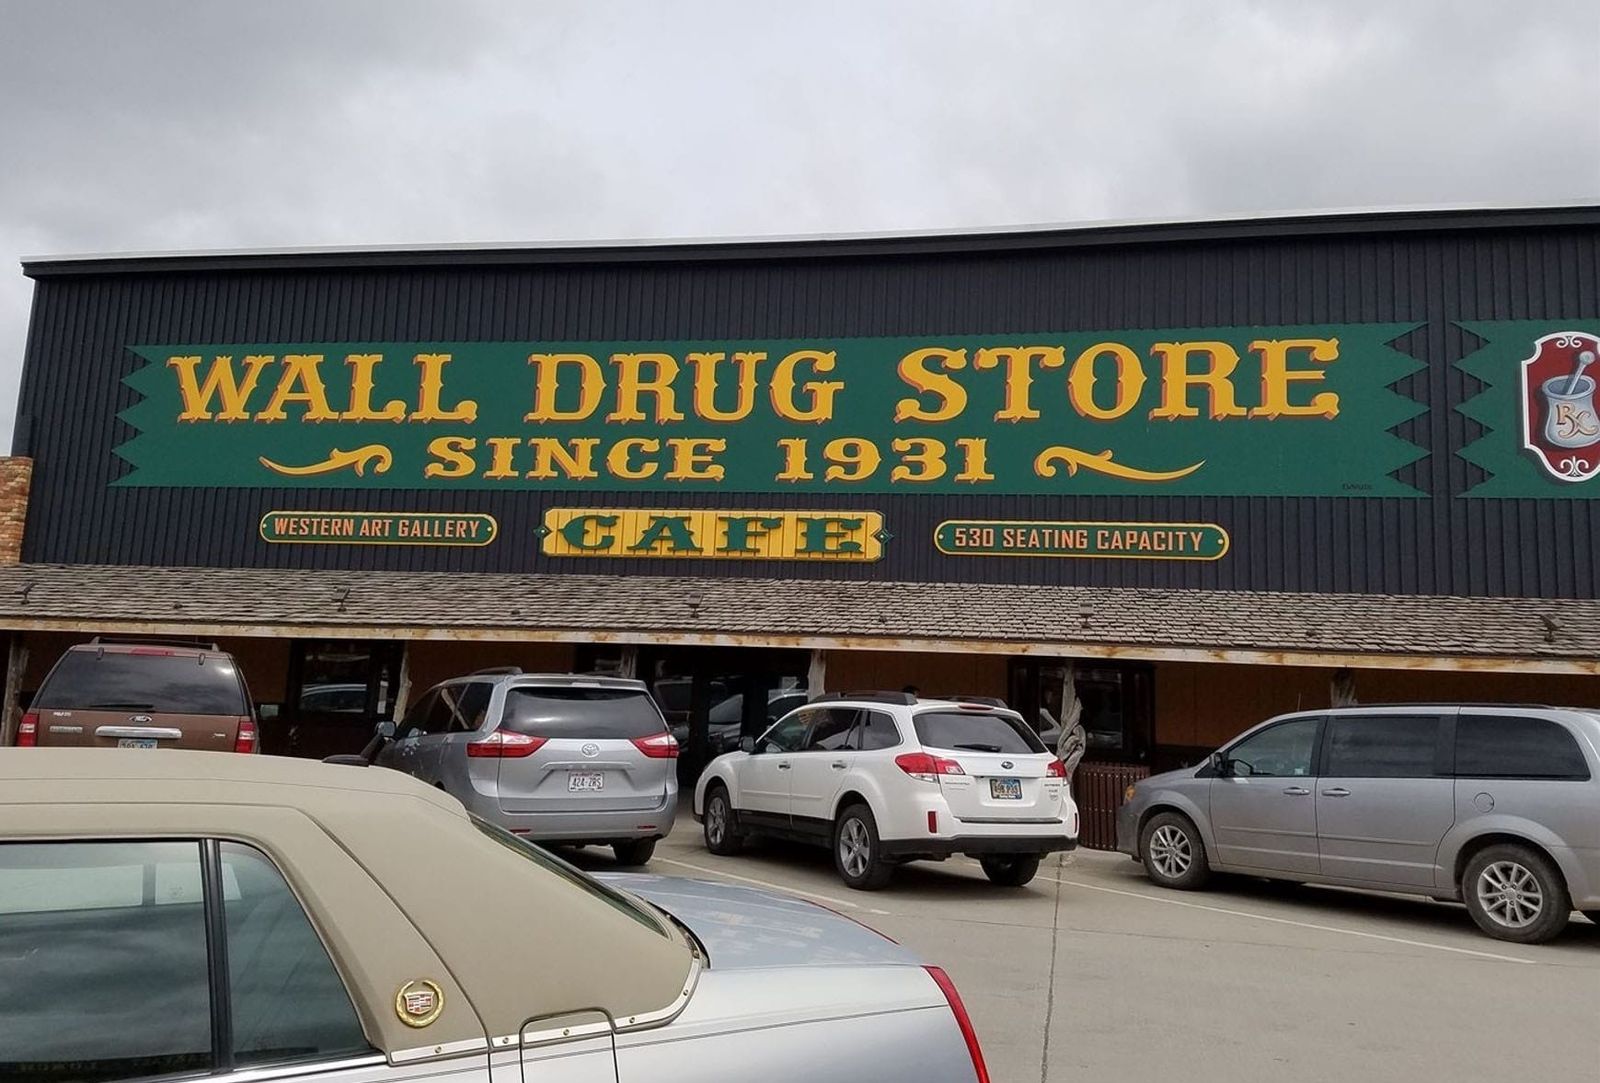 WALL DRUG STORE
SINCE 1931
WESTERN ART GALLERY
CAFE
530 SEATING CAPACITY